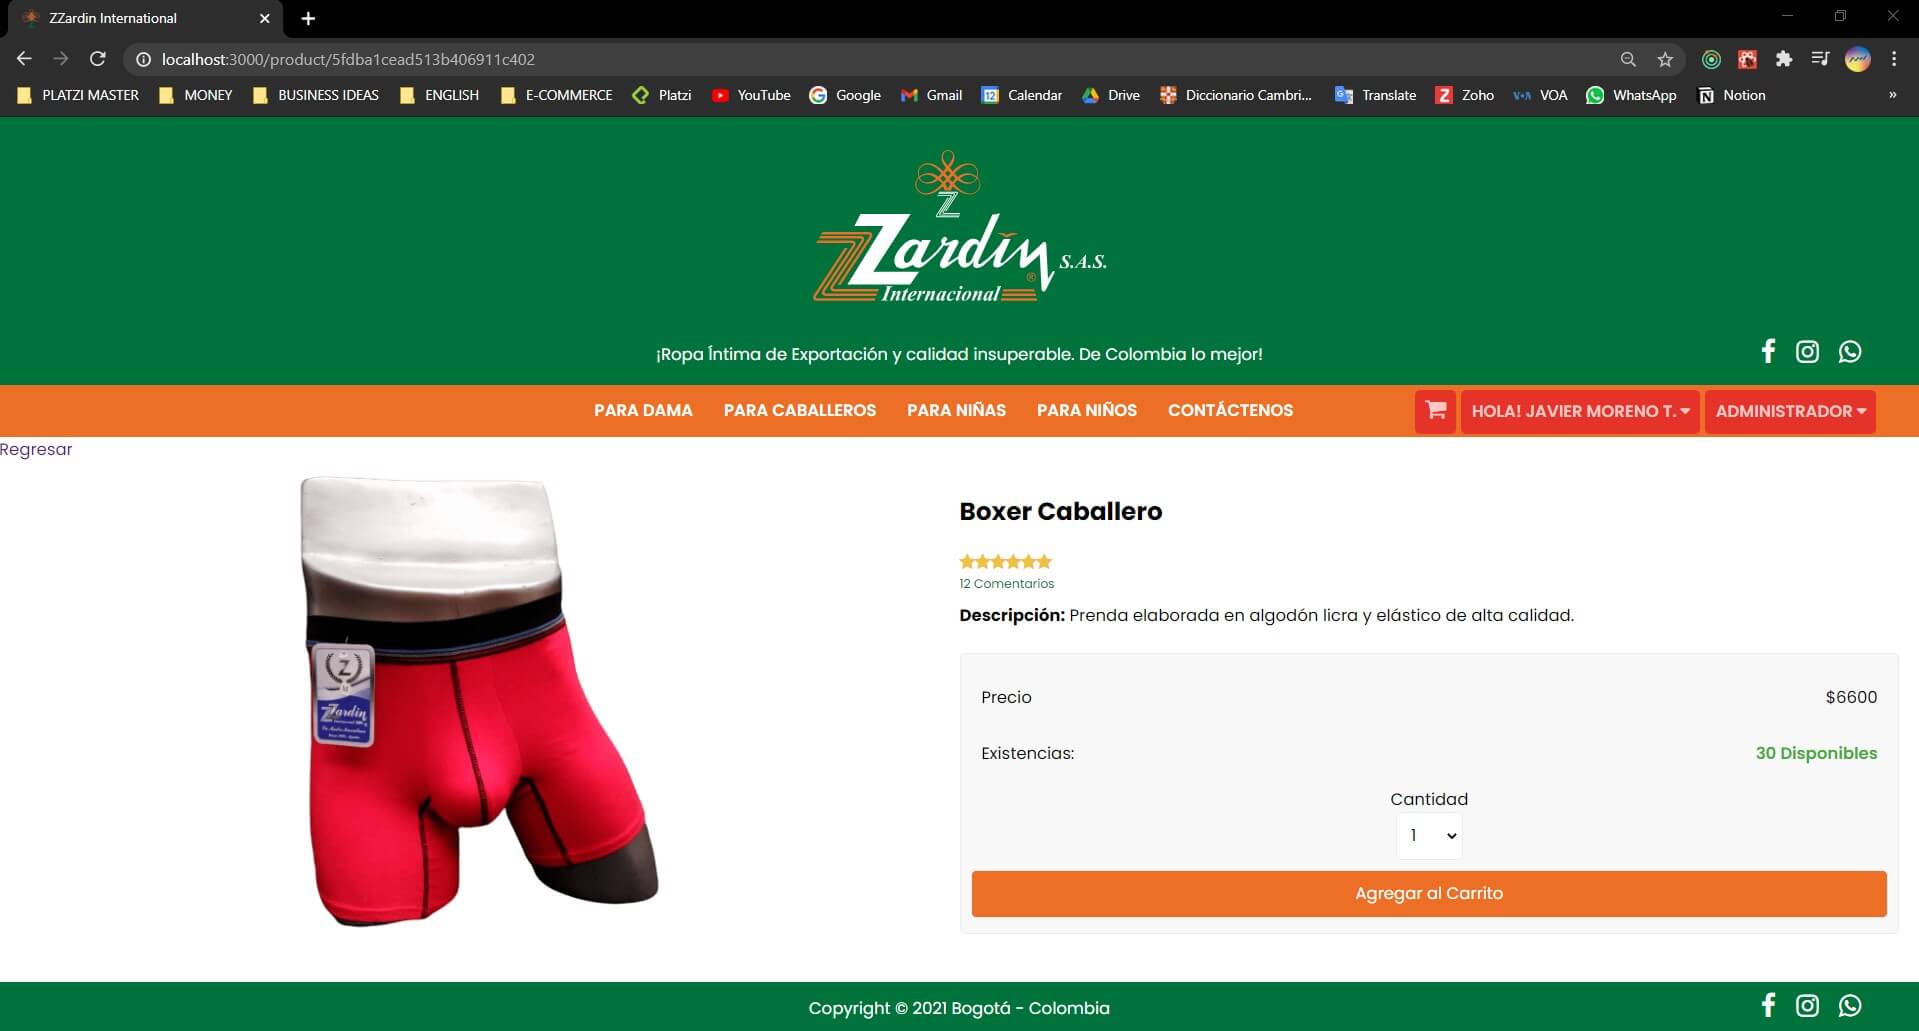 ZZardin International
localhost:3000/product/5fdba1cead513b406911c402
PLATZI MASTER MONEY BUSINESS IDEAS ENGLISH E-COMMERCE Platzi YouTube Google Gmail 12 Calendar Drive Diccionario Cambri... Translate Zoho VOA WhatsApp Notion »
Z
ZZardin ® S.A.S.
Internacional
¡Ropa Íntima de Exportación y calidad insuperable. De Colombia lo mejor!
PARA DAMA PARA CABALLEROS PARA NIÑAS PARA NIÑOS CONTÁCTENOS HOLA! JAVIER MORENO T. ADMINISTRADOR
Regresar
Boxer Caballero
12 Comentarios
Descripción: Prenda elaborada en algodón licra y elástico de alta calidad.
Z
M
ZZardin
Precio $6600
Existencias: 30 Disponibles
Cantidad
1
Agregar al Carrito
Copyright © 2021 Bogotá - Colombia